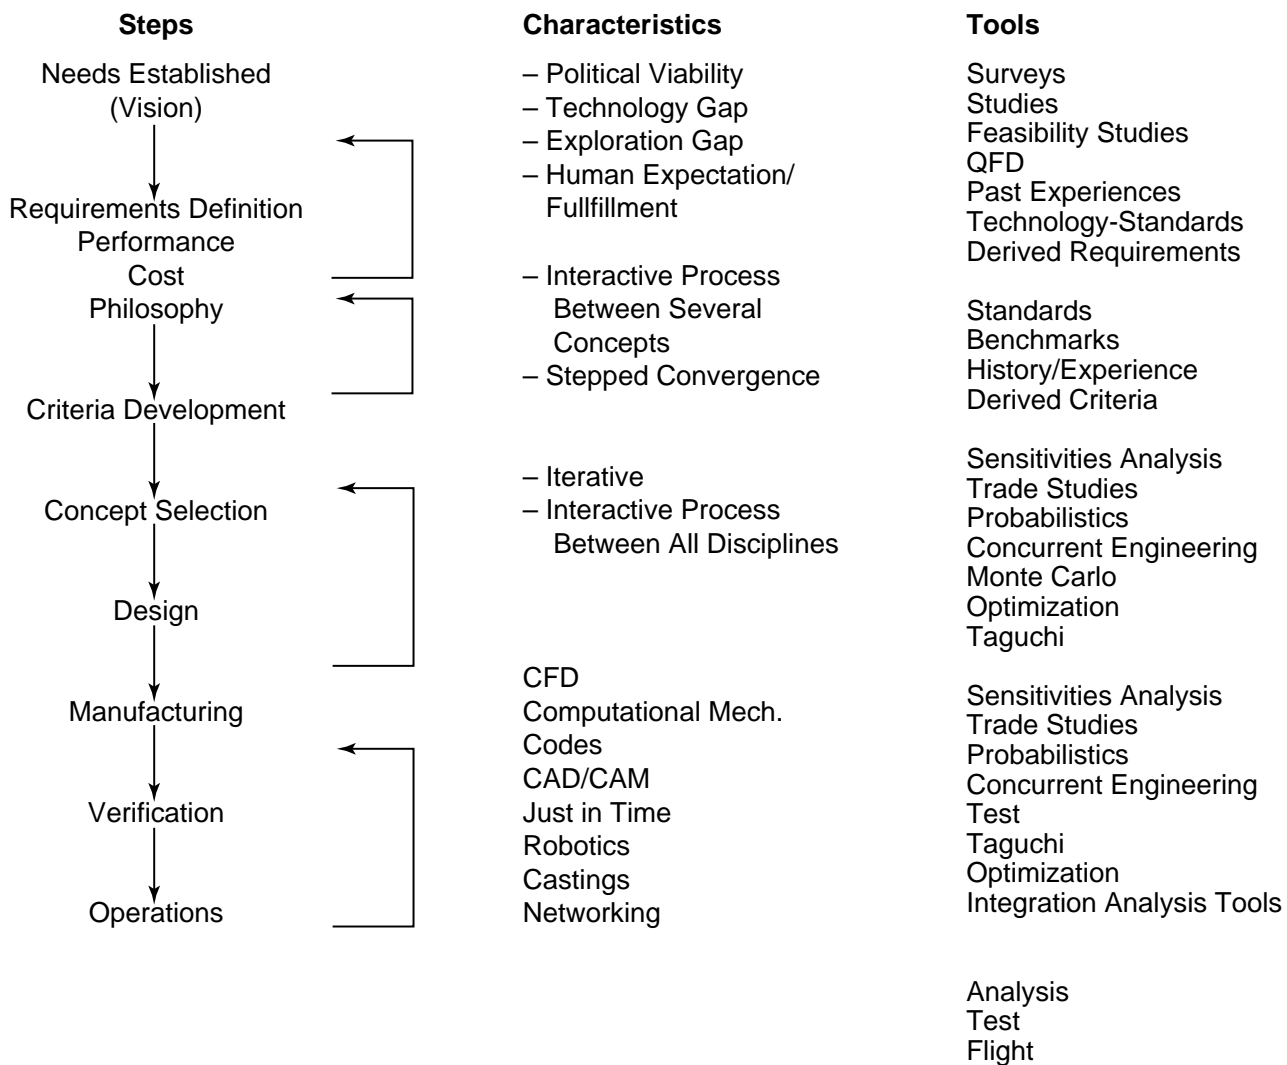 Steps
Needs Established
(Vision)
Requirements Definition
Performance
Cost
Philosophy
Criteria Development
Concept Selection
Design
Manufacturing
Verification
Operations
Characteristics
– Political Viability
– Technology Gap
– Exploration Gap
– Human Expectation/
Fullfillment
– Interactive Process
Between Several
Concepts
– Stepped Convergence
– Iterative
– Interactive Process
Between All Disciplines
CFD
Computational Mech.
Codes
CAD/CAM
Just in Time
Robotics
Castings
Networking
Tools
Surveys
Studies
Feasibility Studies
QFD
Past Experiences
Technology-Standards
Derived Requirements
Standards
Benchmarks
History/Experience
Derived Criteria
Sensitivities Analysis
Trade Studies
Probabilistics
Concurrent Engineering
Monte Carlo
Optimization
Taguchi
Sensitivities Analysis
Trade Studies
Probabilistics
Concurrent Engineering
Test
Taguchi
Optimization
Integration Analysis Tools
Analysis
Test
Flight